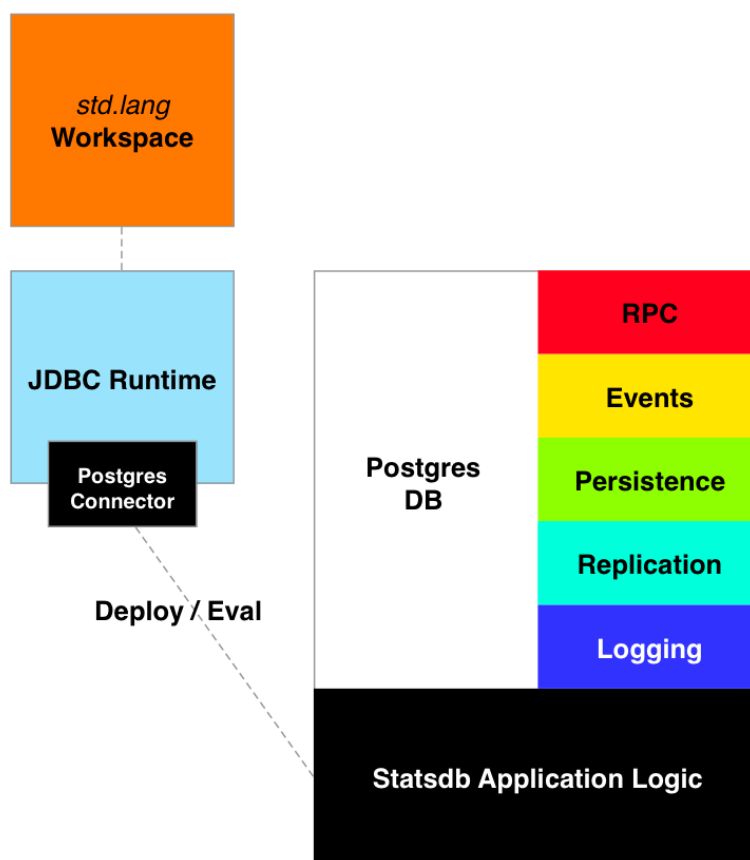 std.lang
Workspace
JDBC Runtime
Postgres
Connector
Deploy / Eval
Postgres
DB
RPC
Events
Persistence
Replication
Logging
Statsdb Application Logic